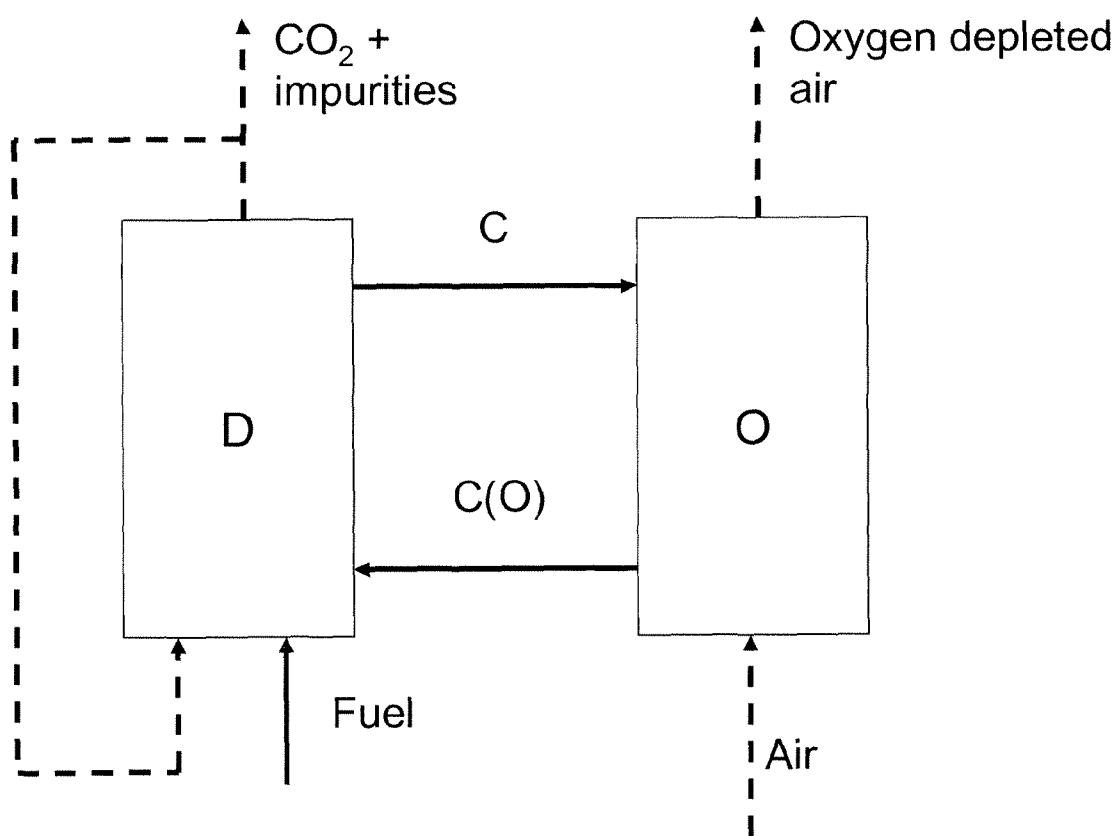 CO₂ +
impurities
Oxygen depleted
air
C
D
O
C(O)
Fuel
Air